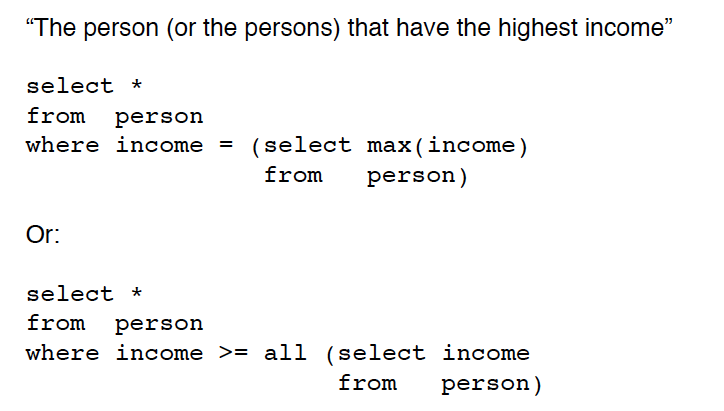 “The person (or the persons) that have the highest income”
select *
from  person
where income = (select max(income)
                from   person)
Or:
select *
from  person
where income >= all (select income
                     from   person)